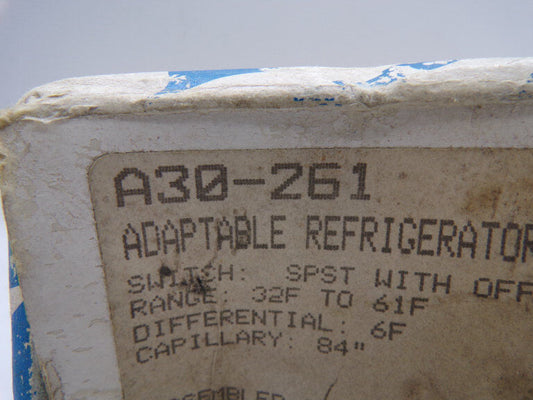 A30-261
ADAPTABLE REFRIGERATOR
SWITCH: SPST WITH OFF
RANGE: 32F TO 61F
DIFFERENTIAL: 6F
CAPILLARY: 84"